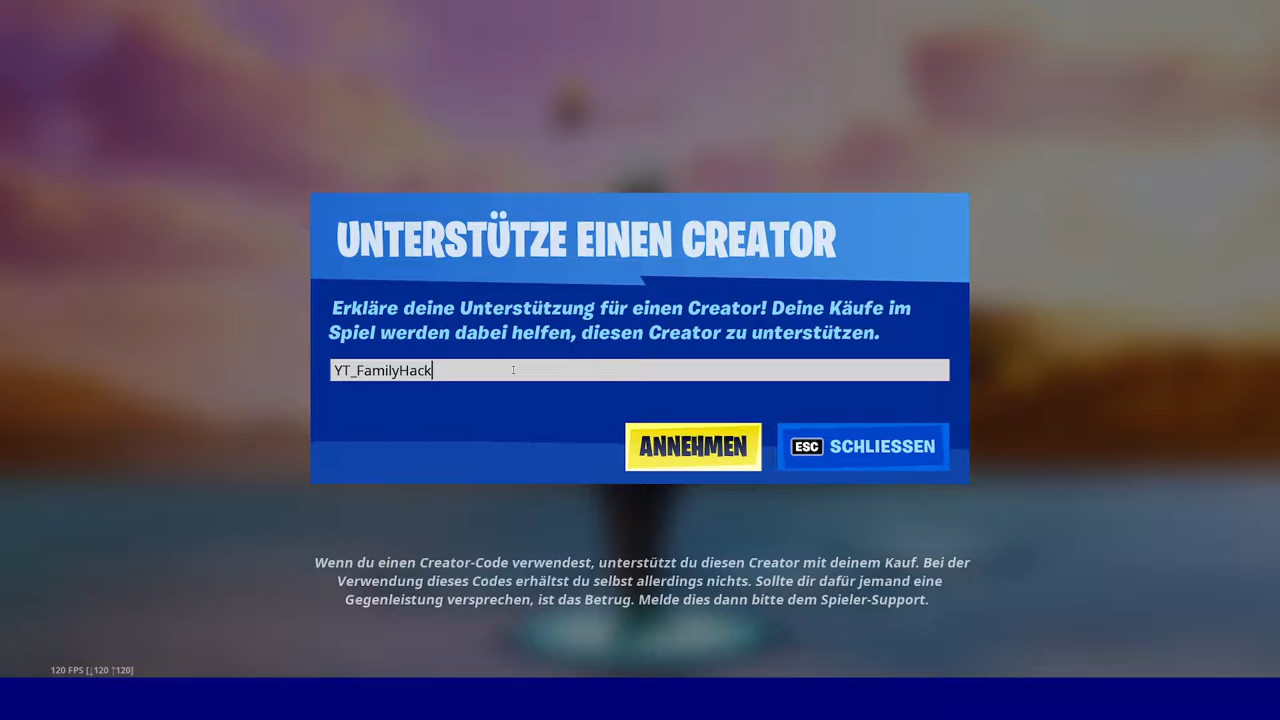 UNTERSTÜTZE EINEN CREATOR
Erkläre deine Unterstützung für einen Creator! Deine Käufe im
Spiel werden dabei helfen, diesen Creator zu unterstützen.
YT_FamilyHack
ANNEHMEN
ESC SCHLIESSEN
Wenn du einen Creator-Code verwendest, unterstützt du diesen Creator mit deinem Kauf. Bei der
Verwendung dieses Codes erhältst du selbst allerdings nichts. Sollte dir dafür jemand eine
Gegenleistung versprechen, ist das Betrug. Melde dies dann bitte dem Spieler-Support.
120 FPS [↓120 ↑120]